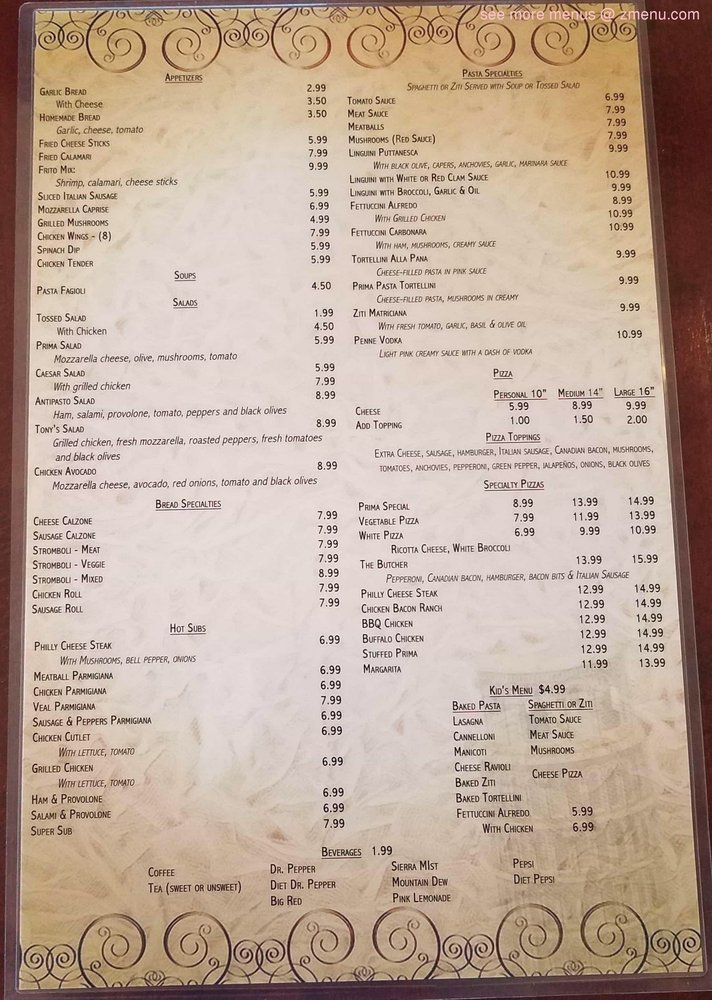 see more menus @ zmenu.com
Appetizers
Garlic Bread 2.99
With Cheese 3.50
Homemade Bread 3.50
Garlic, cheese, tomato
Fried Cheese Sticks 5.99
Fried Calamari 7.99
Frito Mix: 9.99
Shrimp, calamari, cheese sticks
Sliced Italian Sausage 5.99
Mozzarella Caprise 6.99
Grilled Mushrooms 4.99
Chicken Wings - (8) 7.99
Spinach Dip 5.99
Chicken Tender 5.99
Soups
Pasta Fagioli 4.50
Salads
Tossed Salad 1.99
With Chicken 4.50
Prima Salad 5.99
Mozzarella cheese, olive, mushrooms, tomato
Caesar Salad 5.99
With grilled chicken 7.99
Antipasto Salad 8.99
Ham, salami, provolone, tomato, peppers and black olives
Tony's Salad 8.99
Grilled chicken, fresh mozzarella, roasted peppers, fresh tomatoes
and black olives
Chicken Avocado 8.99
Mozzarella cheese, avocado, red onions, tomato and black olives
Bread Specialties
Cheese Calzone 7.99
Sausage Calzone 7.99
Stromboli - Meat 7.99
Stromboli - Veggie 7.99
Stromboli - Mixed 8.99
Chicken Roll 7.99
Sausage Roll 7.99
Hot Subs
Philly Cheese Steak 6.99
With Mushrooms, bell pepper, onions
Meatball Parmigiana 6.99
Chicken Parmigiana 6.99
Veal Parmigiana 7.99
Sausage & Peppers Parmigiana 6.99
Chicken Cutlet 6.99
With lettuce, tomato
Grilled Chicken 6.99
With lettuce, tomato
Ham & Provolone 6.99
Salami & Provolone 6.99
Super Sub 7.99
Pasta Specialties
Spaghetti or Ziti Served with Soup or Tossed Salad
Tomato Sauce 6.99
Meat Sauce 7.99
Meatballs 7.99
Mushrooms (Red Sauce) 7.99
Linguini Puttanesca 9.99
With black olive, capers, anchovies, garlic, marinara sauce
Linguini with White or Red Clam Sauce 10.99
Linguini with Broccoli, Garlic & Oil 9.99
Fettuccini Alfredo 8.99
With Grilled Chicken 10.99
Fettuccini Carbonara 10.99
With ham, mushrooms, creamy sauce
Tortellini Alla Pana 9.99
Cheese-filled pasta in pink sauce
Prima Pasta Tortellini 9.99
Cheese-filled pasta, mushrooms in creamy
Ziti Matriciana 9.99
With fresh tomato, garlic, basil & olive oil
Penne Vodka 10.99
Light pink creamy sauce with a dash of vodka
Pizza
Personal 10" Medium 14" Large 16"
Cheese 5.99 8.99 9.99
Add Topping 1.00 1.50 2.00
Pizza Toppings
Extra Cheese, sausage, hamburger, Italian sausage, Canadian bacon, mushrooms,
tomatoes, anchovies, pepperoni, green pepper, jalapeños, onions, black olives
Specialty Pizzas
Prima Special 8.99 13.99 14.99
Vegetable Pizza 7.99 11.99 13.99
White Pizza 6.99 9.99 10.99
Ricotta Cheese, White Broccoli
The Butcher 13.99 15.99
Pepperoni, Canadian bacon, hamburger, bacon bits & Italian Sausage
Philly Cheese Steak 12.99 14.99
Chicken Bacon Ranch 12.99 14.99
BBQ Chicken 12.99 14.99
Buffalo Chicken 12.99 14.99
Stuffed Prima 12.99 14.99
Margarita 11.99 13.99
Kid's Menu $4.99
Baked Pasta
Lasagna
Cannelloni
Manicoti
Cheese Ravioli
Baked Ziti
Baked Tortellini
Fettuccini Alfredo 5.99
With Chicken 6.99
Spaghetti or Ziti
Tomato Sauce
Meat Sauce
Mushrooms
Cheese Pizza
Beverages 1.99
Coffee
Tea (sweet or unsweet)
Dr. Pepper
Diet Dr. Pepper
Big Red
Sierra Mist
Mountain Dew
Pink Lemonade
Pepsi
Diet Pepsi